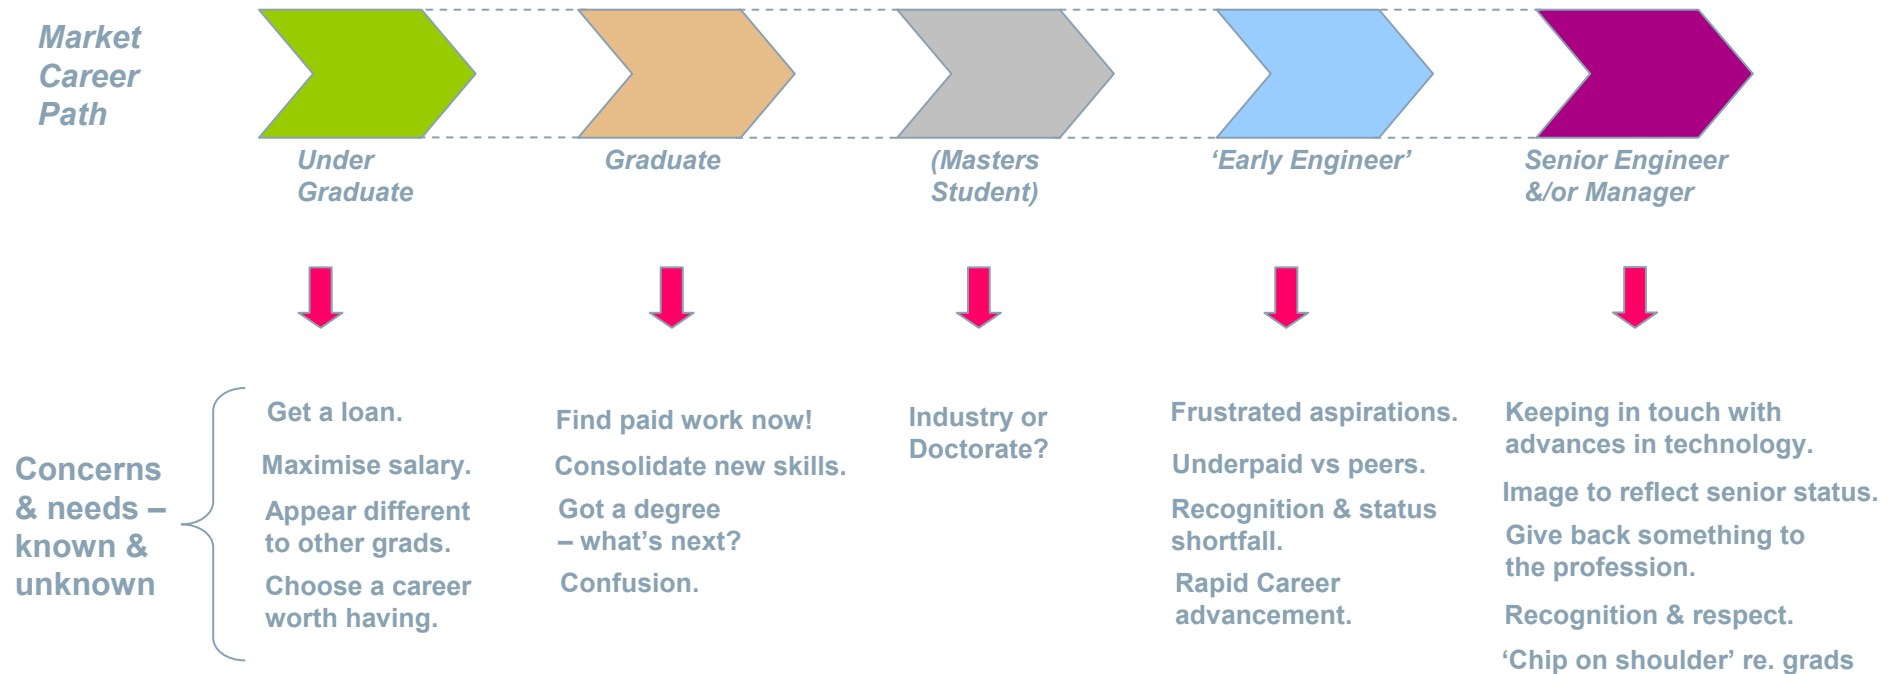 Market
Career
Path
Under
Graduate
Graduate
(Masters
Student)
‘Early Engineer’
Senior Engineer
&/or Manager
Concerns
& needs –
known &
unknown
Get a loan.
Maximise salary.
Appear different
to other grads.
Choose a career
worth having.
Find paid work now!
Consolidate new skills.
Got a degree
– what’s next?
Confusion.
Industry or
Doctorate?
Frustrated aspirations.
Underpaid vs peers.
Recognition & status
shortfall.
Rapid Career
advancement.
Keeping in touch with
advances in technology.
Image to reflect senior status.
Give back something to
the profession.
Recognition & respect.
‘Chip on shoulder’ re. grads